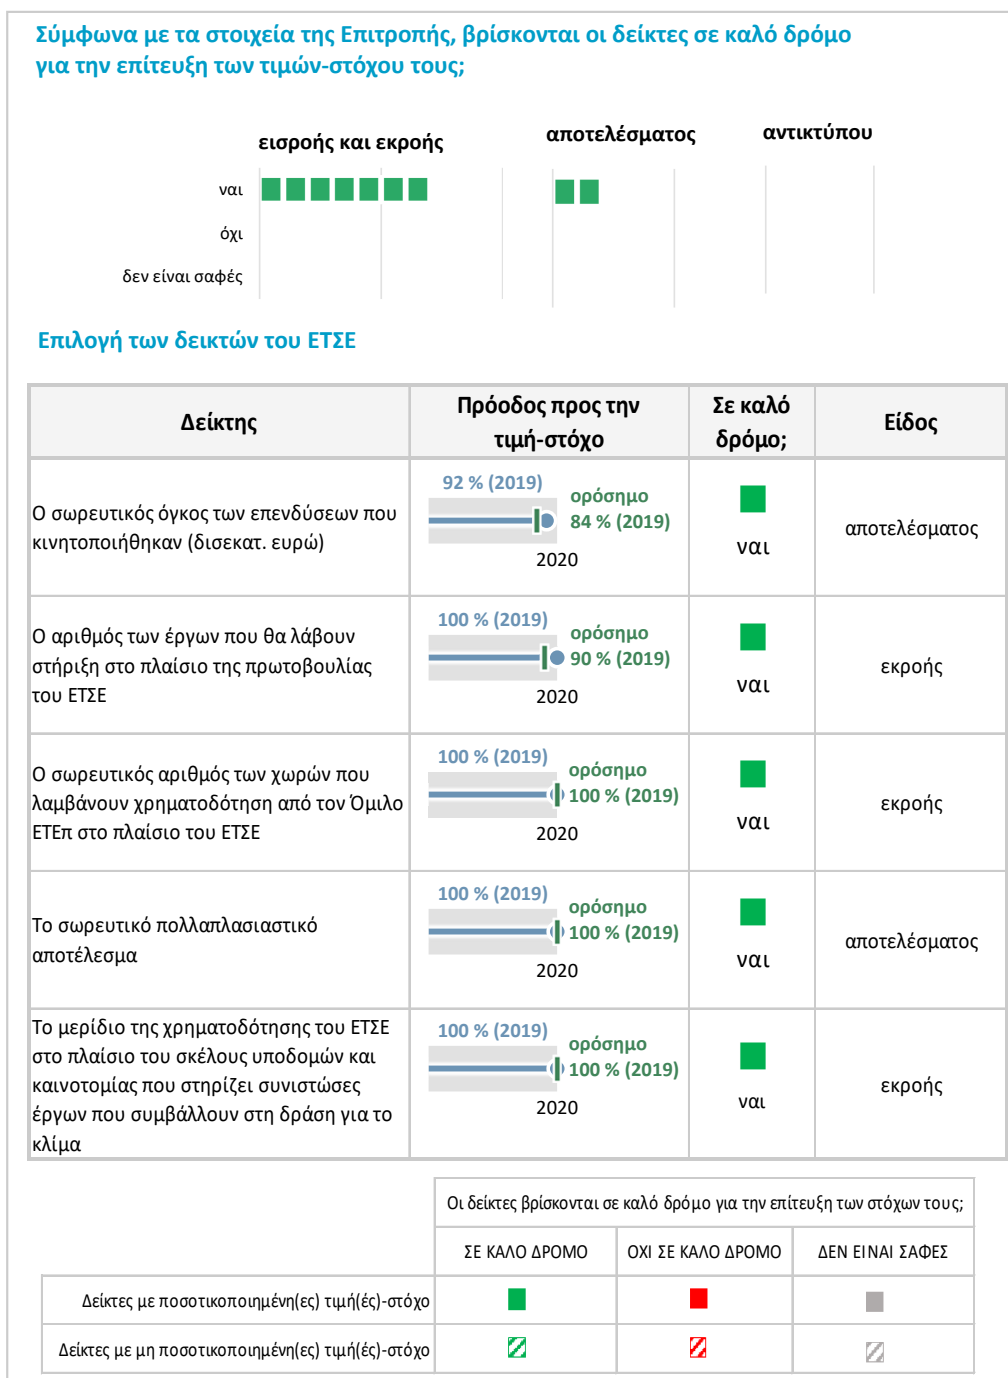 Σύμφωνα με τα στοιχεία της Επιτροπής, βρίσκονται οι δείκτες σε καλό δρόμο
για την επίτευξη των τιμών-στόχου τους;
εισροής και εκροής
αποτελέσματος
αντικτύπου
ναι
όχι
δεν είναι σαφές
Επιλογή των δεικτών του ΕΤΣΕ
Δείκτης
Πρόοδος προς την
τιμή-στόχο
Σε καλό
δρόμο;
Είδος
Ο σωρευτικός όγκος των επενδύσεων που
κινητοποιήθηκαν (δισεκατ. ευρώ)
92 % (2019)
ορόσημο
84 % (2019)
2020
ναι
αποτελέσματος
Ο αριθμός των έργων που θα λάβουν
στήριξη στο πλαίσιο της πρωτοβουλίας
του ΕΤΣΕ
100 % (2019)
ορόσημο
90 % (2019)
2020
ναι
εκροής
Ο σωρευτικός αριθμός των χωρών που
λαμβάνουν χρηματοδότηση από τον Όμιλο
ΕΤΕπ στο πλαίσιο του ΕΤΣΕ
100 % (2019)
ορόσημο
100 % (2019)
2020
ναι
εκροής
Το σωρευτικό πολλαπλασιαστικό
αποτέλεσμα
100 % (2019)
ορόσημο
100 % (2019)
2020
ναι
αποτελέσματος
Το μερίδιο της χρηματοδότησης του ΕΤΣΕ
στο πλαίσιο του σκέλους υποδομών και
καινοτομίας που στηρίζει συνιστώσες
έργων που συμβάλλουν στη δράση για το
κλίμα
100 % (2019)
ορόσημο
100 % (2019)
2020
ναι
εκροής
Οι δείκτες βρίσκονται σε καλό δρόμο για την επίτευξη των στόχων τους;
ΣΕ ΚΑΛΟ ΔΡΟΜΟ
ΟΧΙ ΣΕ ΚΑΛΟ ΔΡΟΜΟ
ΔΕΝ ΕΙΝΑΙ ΣΑΦΕΣ
Δείκτες με ποσοτικοποιημένη(ες) τιμή(ές)-στόχο
Δείκτες με μη ποσοτικοποιημένη(ες) τιμή(ές)-στόχο